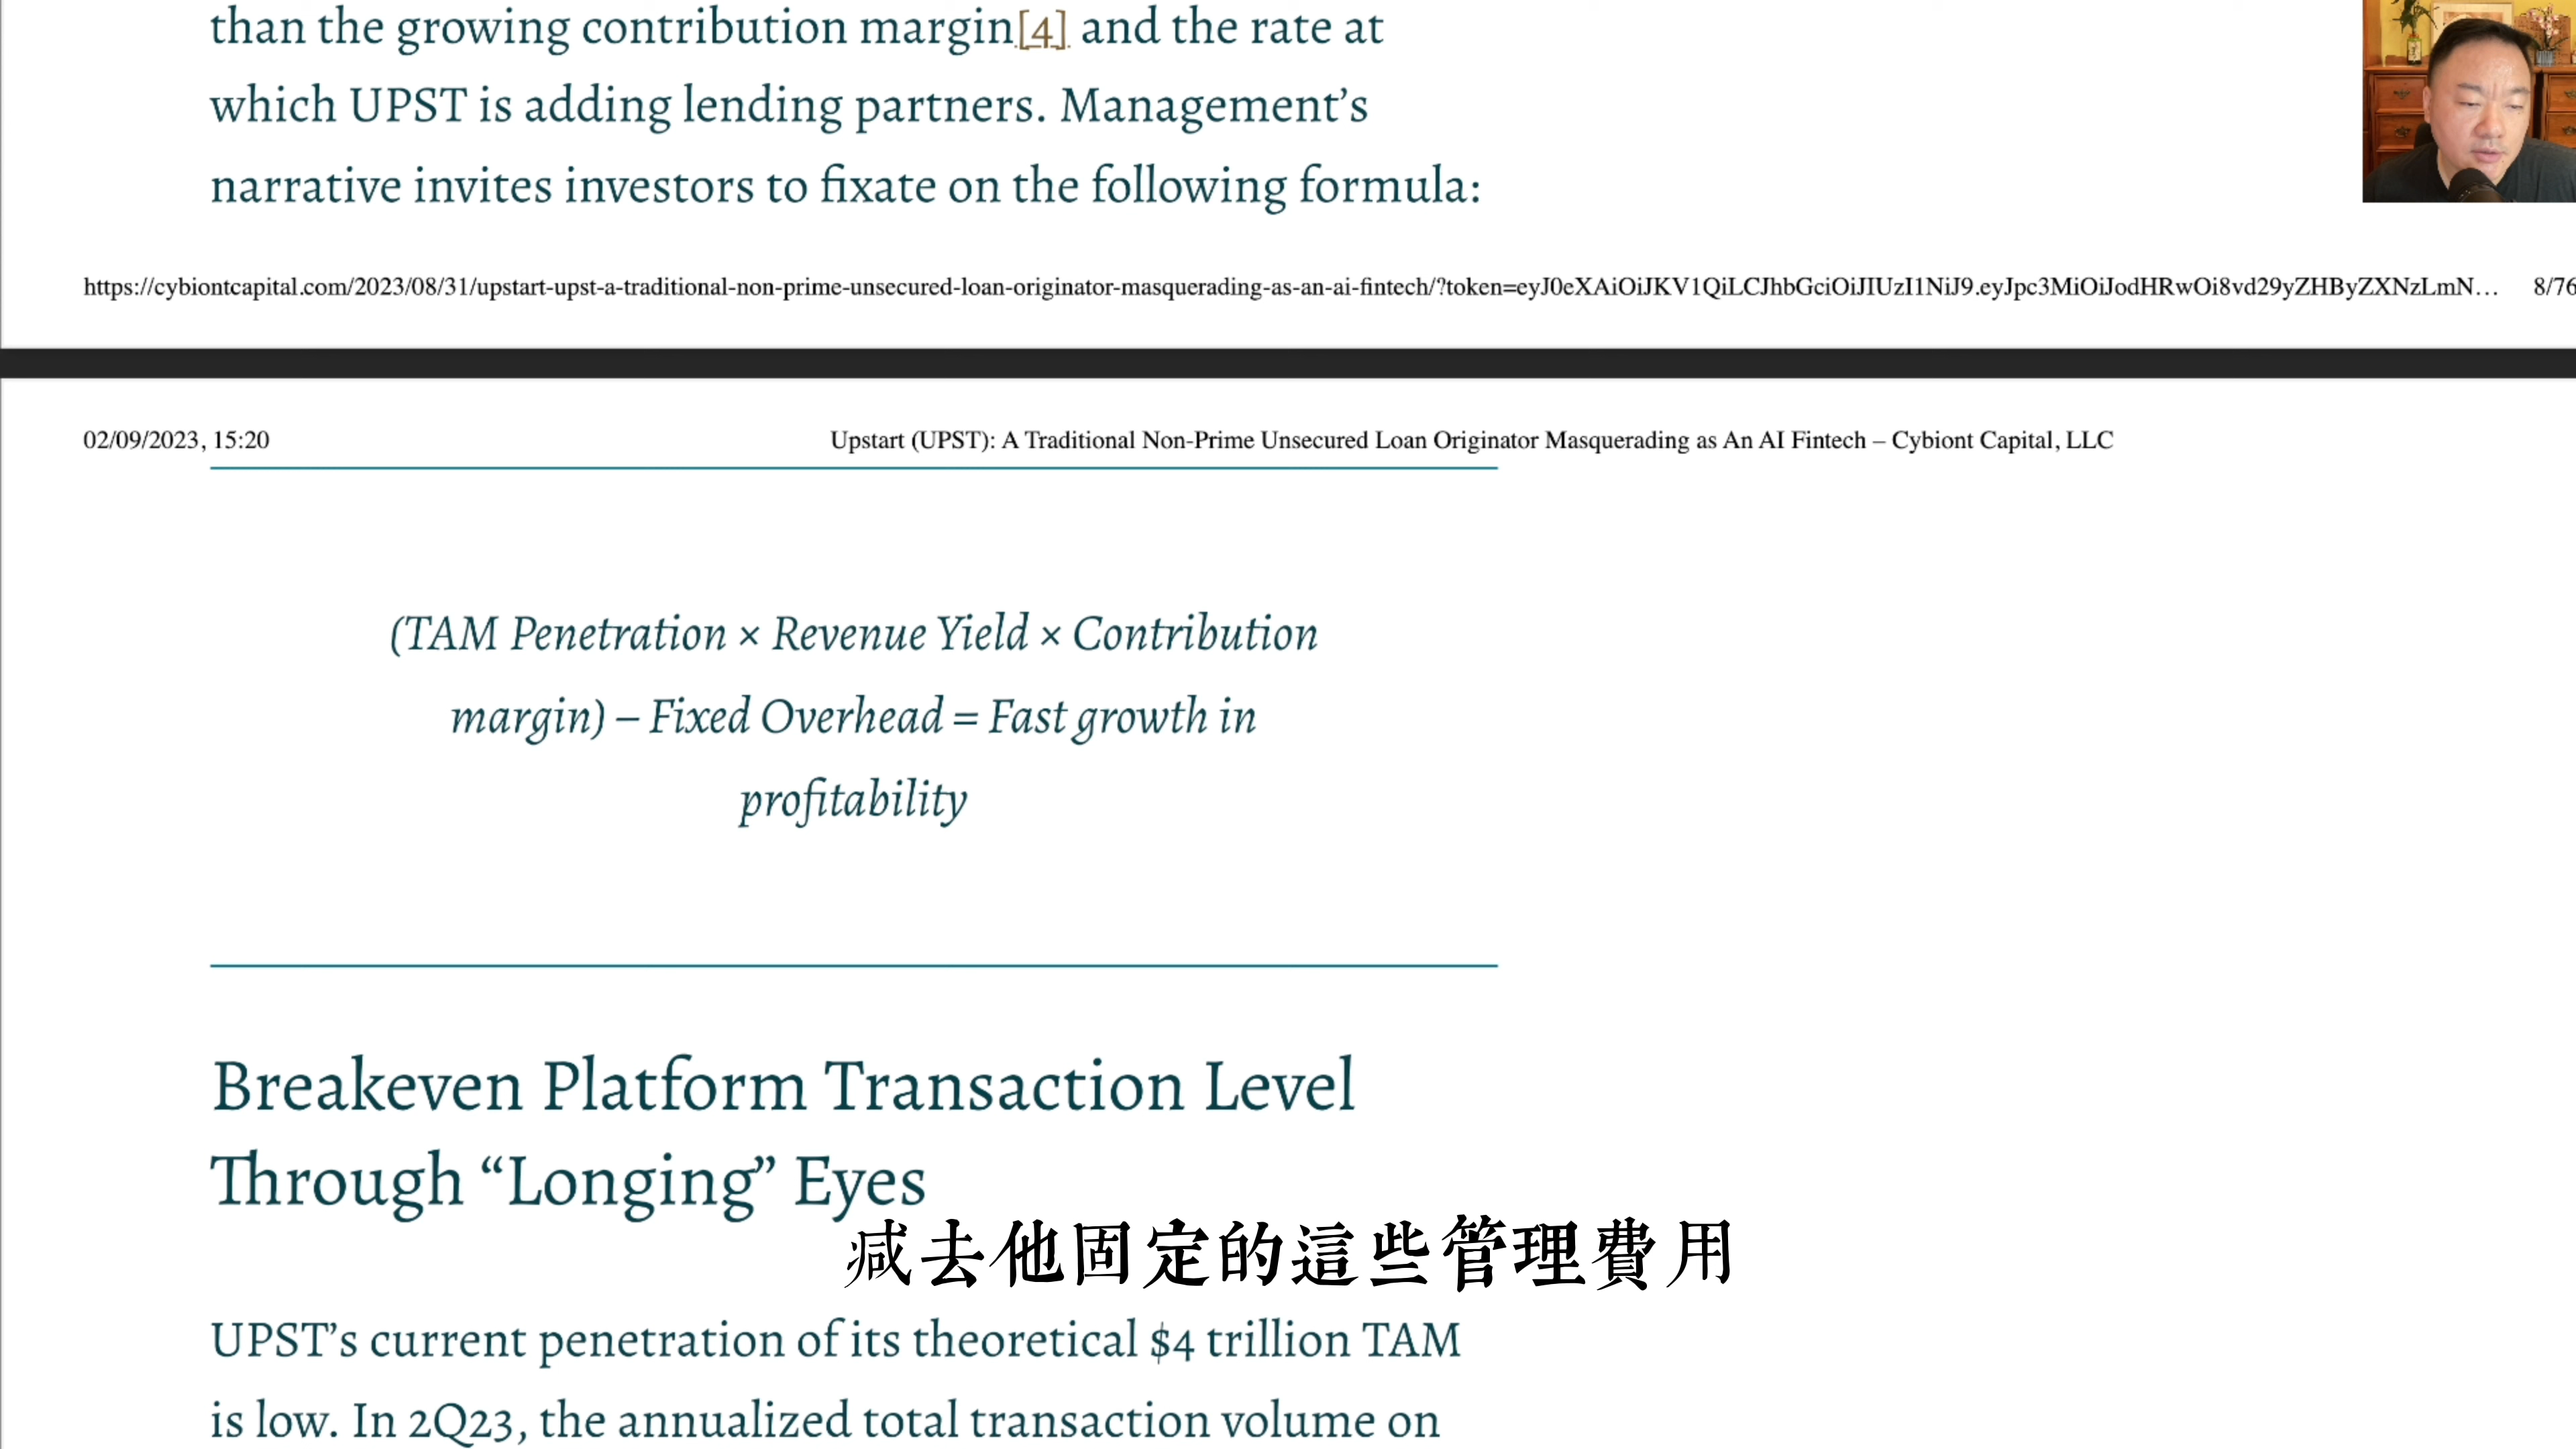 than the growing contribution margin[4] and the rate at
which UPST is adding lending partners. Management’s
narrative invites investors to fixate on the following formula:
https://cybiontcapital.com/2023/08/31/upstart-upst-a-traditional-non-prime-unsecured-loan-originator-masquerading-as-an-ai-fintech/?token=eyJ0eXAiOiJKV1QiLCJhbGciOiJIUzI1NiJ9.eyJpc3MiOiJodHRwOi8vd29yZHByZXNzLmN… 8/76
02/09/2023, 15:20 Upstart (UPST): A Traditional Non-Prime Unsecured Loan Originator Masquerading as An AI Fintech – Cybiont Capital, LLC
(TAM Penetration × Revenue Yield × Contribution
margin) – Fixed Overhead = Fast growth in
profitability
Breakeven Platform Transaction Level
Through “Longing” Eyes
減去他固定的這些管理費用
UPST’s current penetration of its theoretical $4 trillion TAM
is low. In 2Q23, the annualized total transaction volume on